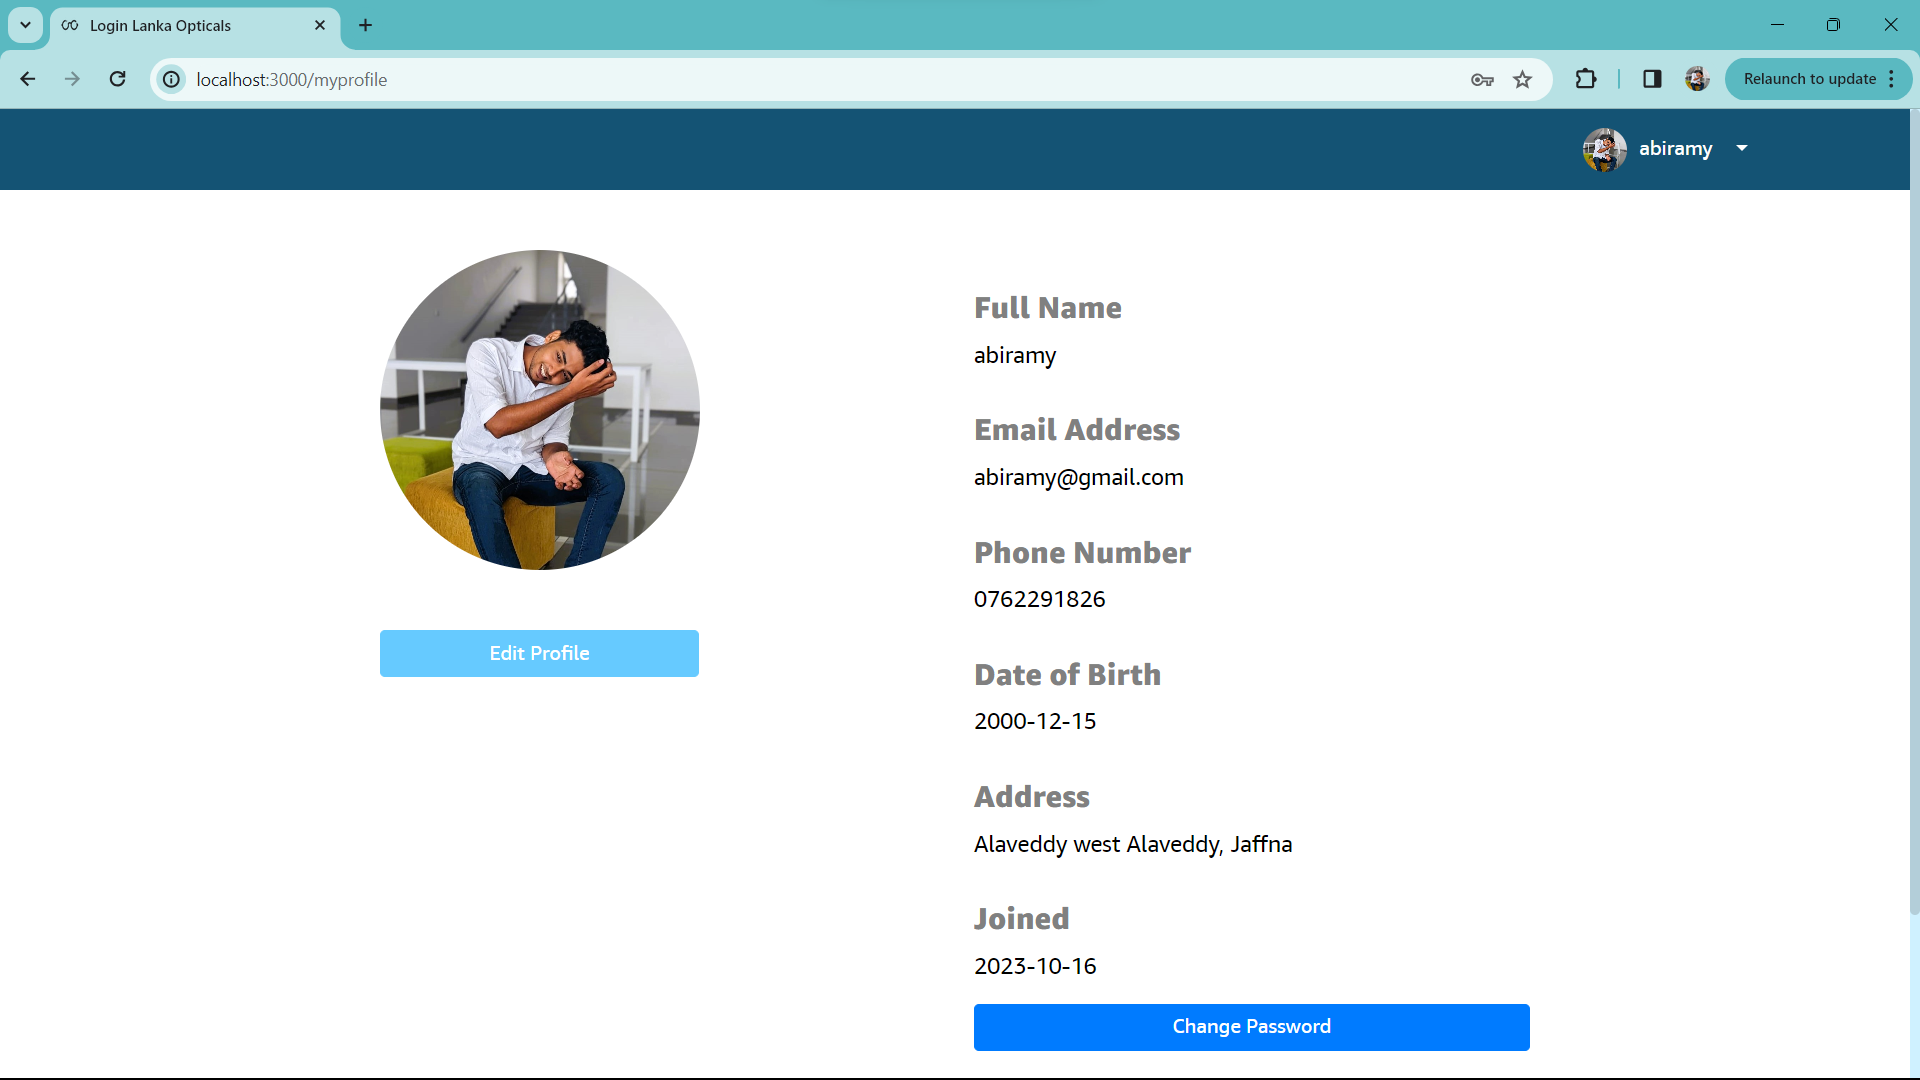 Login Lanka Opticals
localhost:3000/myprofile
Relaunch to update
abiramy
Full Name
abiramy
Email Address
abiramy@gmail.com
Phone Number
0762291826
Edit Profile
Date of Birth
2000-12-15
Address
Alaveddy west Alaveddy, Jaffna
Joined
2023-10-16
Change Password